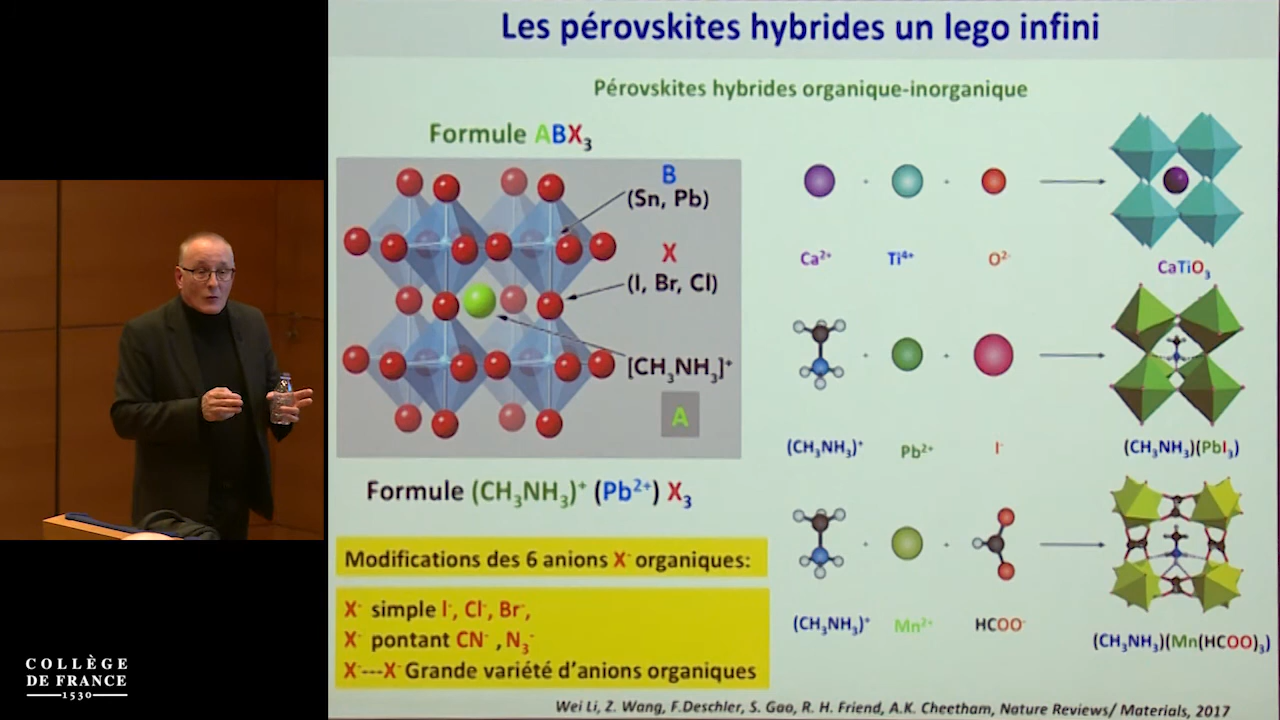 Les pérovskites hybrides un lego infini
Pérovskites hybrides organique-inorganique
Formule ABX₃
B
(Sn, Pb)
X
(I, Br, Cl)
[CH₃NH₃]⁺
A
Formule (CH₃NH₃)⁺ (Pb²⁺) X₃
Modifications des 6 anions X⁻ organiques:
X⁻ simple I⁻, Cl⁻, Br⁻,
X⁻ pontant CN⁻ , N₃⁻
X⁻---X⁻ Grande variété d'anions organiques
Ca²⁺ Ti⁴⁺ O²⁻
CaTiO₃
(CH₃NH₃)⁺ Pb²⁺ I⁻
(CH₃NH₃)(PbI₃)
(CH₃NH₃)⁺ Mn²⁺ HCOO⁻
(CH₃NH₃)(Mn(HCOO)₃)
Wei Li, Z. Wang, F.Deschler, S. Gao, R. H. Friend, A.K. Cheetham, Nature Reviews/ Materials, 2017
COLLÈGE
DE FRANCE
1530